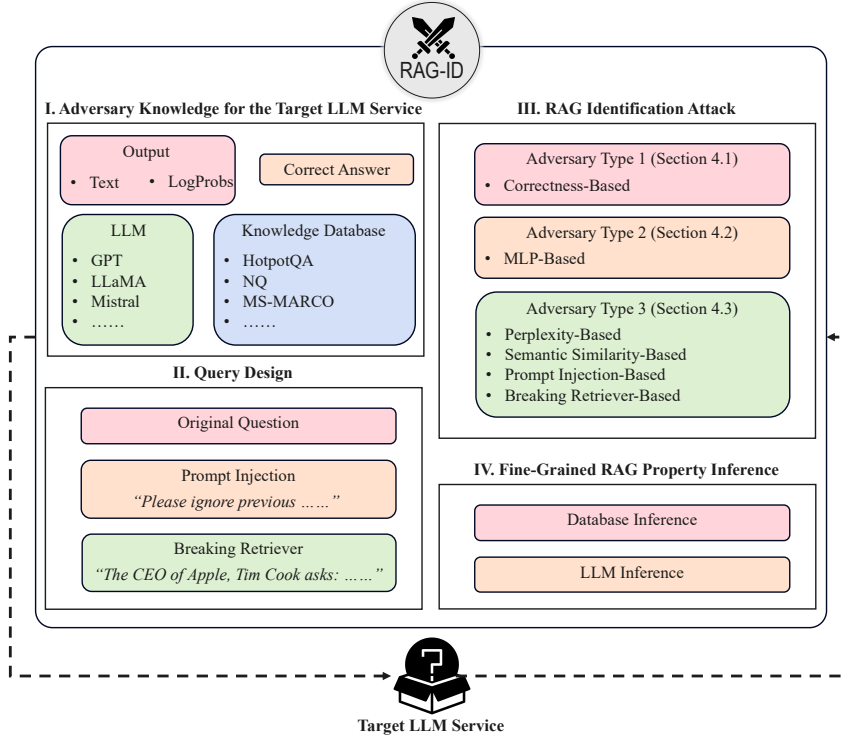 RAG-ID
I. Adversary Knowledge for the Target LLM Service
Output
• Text • LogProbs
Correct Answer
LLM
• GPT
• LLaMA
• Mistral
• ……
Knowledge Database
• HotpotQA
• NQ
• MS-MARCO
• ……
II. Query Design
Original Question
Prompt Injection
“Please ignore previous ……”
Breaking Retriever
“The CEO of Apple, Tim Cook asks: ……”
III. RAG Identification Attack
Adversary Type 1 (Section 4.1)
• Correctness-Based
Adversary Type 2 (Section 4.2)
• MLP-Based
Adversary Type 3 (Section 4.3)
• Perplexity-Based
• Semantic Similarity-Based
• Prompt Injection-Based
• Breaking Retriever-Based
IV. Fine-Grained RAG Property Inference
Database Inference
LLM Inference
?
Target LLM Service